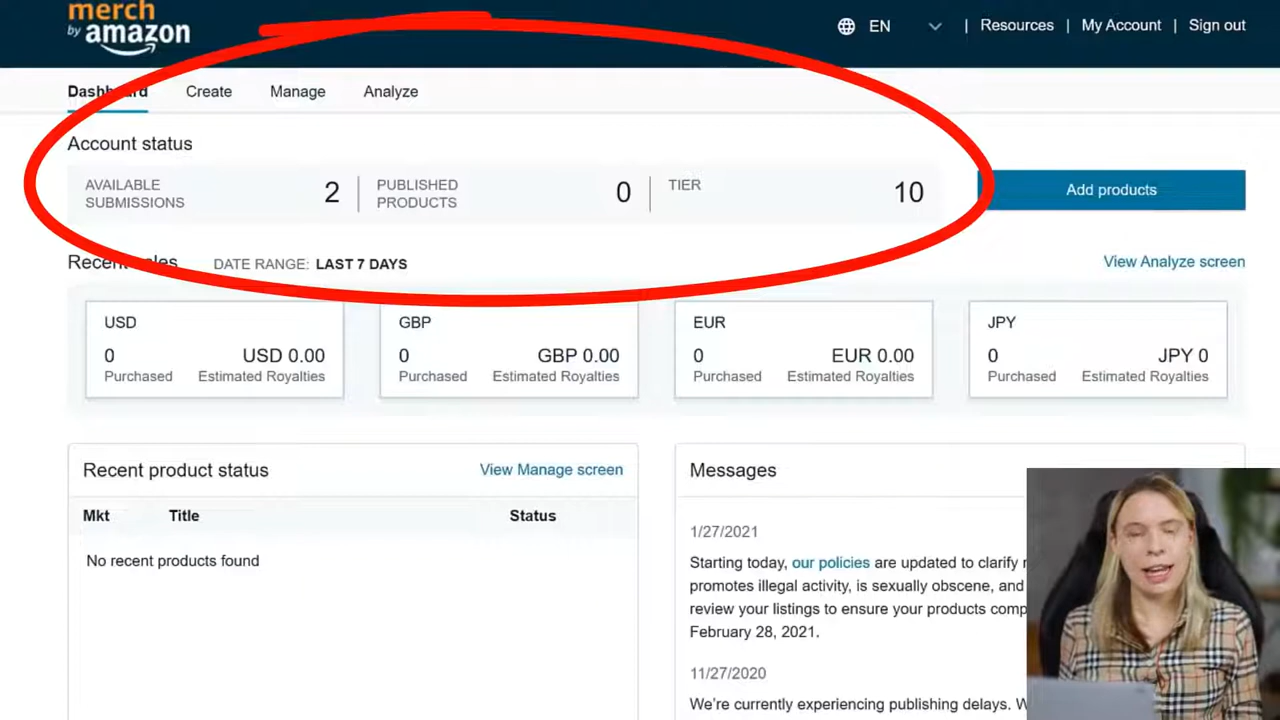 merch
by amazon
EN
| Resources | My Account | Sign out
Dashboard Create Manage Analyze
Account status
AVAILABLE SUBMISSIONS 2
PUBLISHED PRODUCTS 0
TIER 10
Add products
Recent sales DATE RANGE: LAST 7 DAYS View Analyze screen
USD
0 USD 0.00
Purchased Estimated Royalties
GBP
0 GBP 0.00
Purchased Estimated Royalties
EUR
0 EUR 0.00
Purchased Estimated Royalties
JPY
0 JPY 0
Purchased Estimated Royalties
Recent product status View Manage screen
Mkt Title Status
No recent products found
Messages
1/27/2021
Starting today, our policies are updated to clarify
promotes illegal activity, is sexually obscene, and
review your listings to ensure your products comp
February 28, 2021.
11/27/2020
We're currently experiencing publishing delays. W